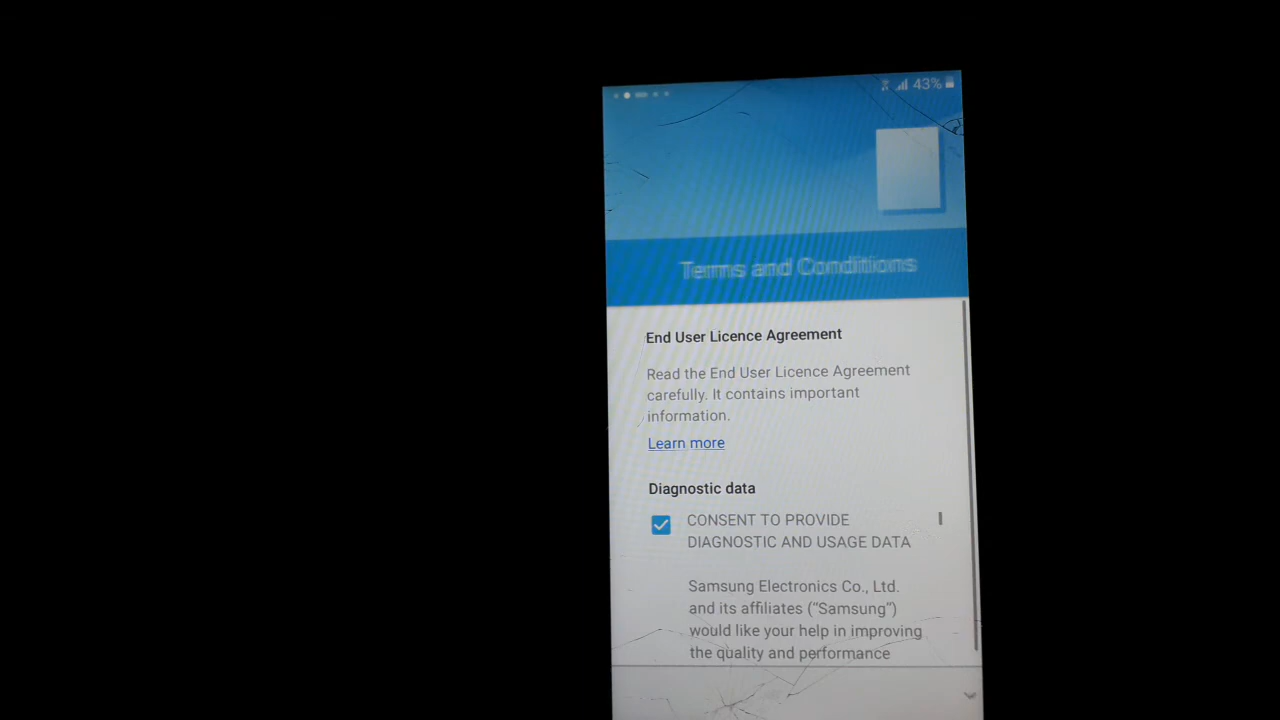 43%
Terms and Conditions
End User Licence Agreement
Read the End User Licence Agreement
carefully. It contains important
information.
Learn more
Diagnostic data
CONSENT TO PROVIDE
DIAGNOSTIC AND USAGE DATA
Samsung Electronics Co., Ltd.
and its affiliates (“Samsung”)
would like your help in improving
the quality and performance